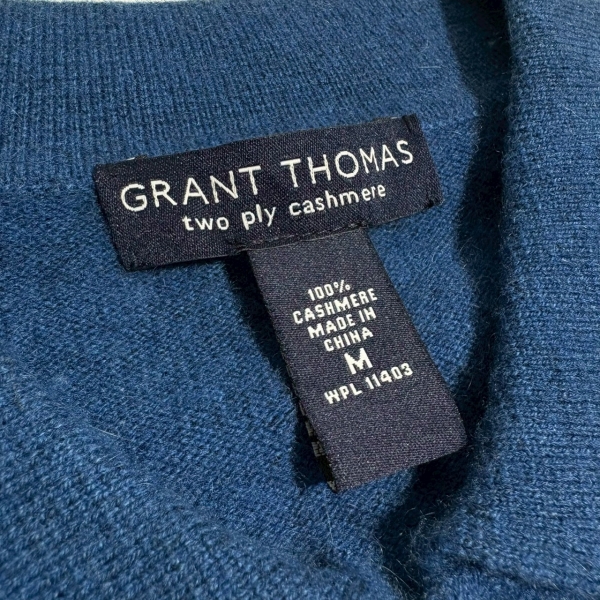 GRANT THOMAS
two ply cashmere
100%
CASHMERE
MADE IN
CHINA
M
WPL 11403